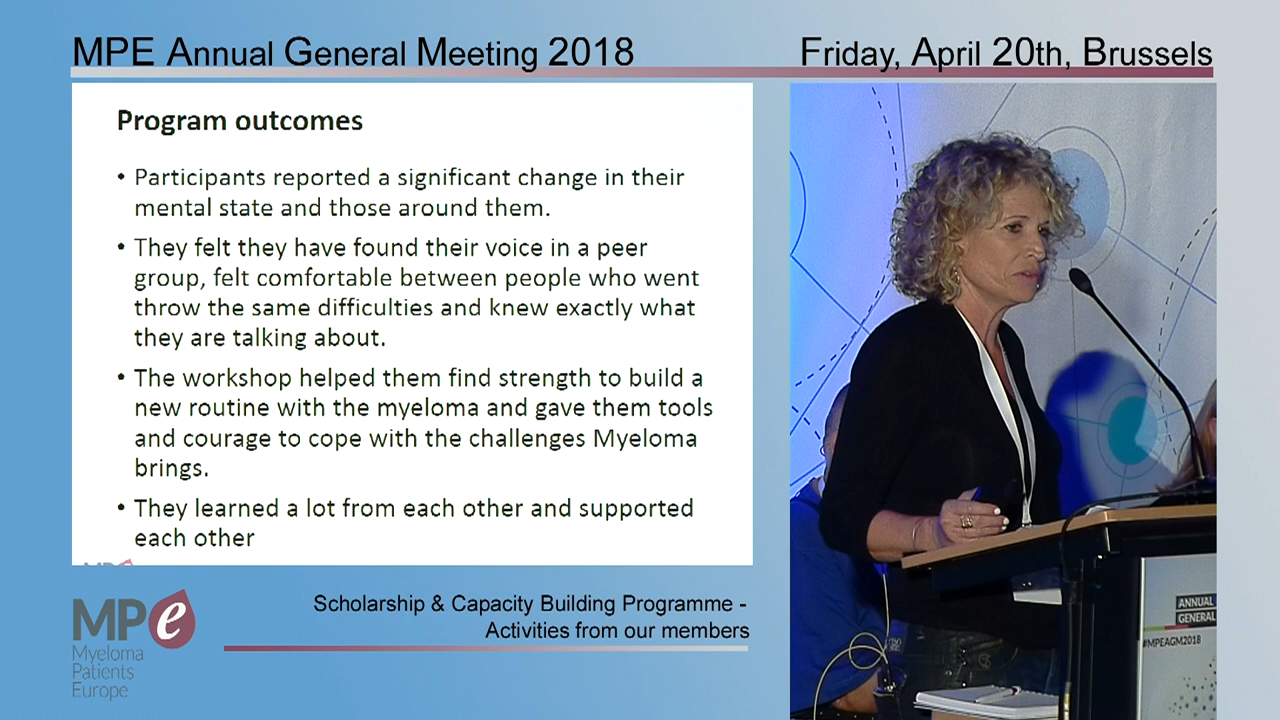 MPE Annual General Meeting 2018
Friday, April 20th, Brussels
Program outcomes
• Participants reported a significant change in their
mental state and those around them.
• They felt they have found their voice in a peer
group, felt comfortable between people who went
throw the same difficulties and knew exactly what
they are talking about.
• The workshop helped them find strength to build a
new routine with the myeloma and gave them tools
and courage to cope with the challenges Myeloma
brings.
• They learned a lot from each other and supported
each other
MPe
Myeloma
Patients
Europe
Scholarship & Capacity Building Programme -
Activities from our members
ANNUAL
GENERAL
#MPEAGM2018